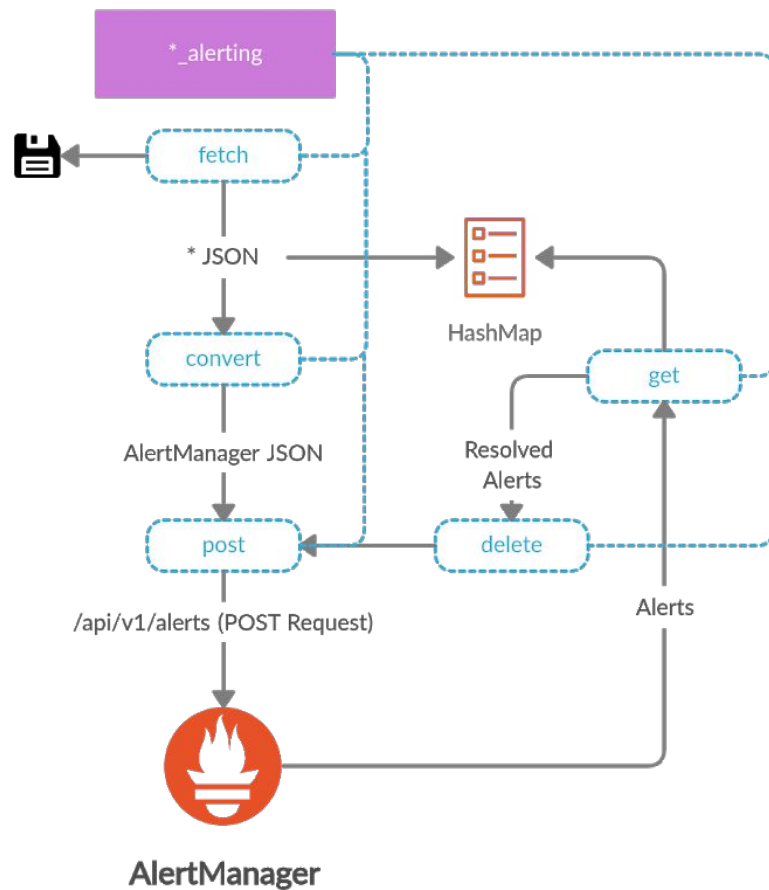 *_alerting
fetch
* JSON
HashMap
convert
get
AlertManager JSON
Resolved
Alerts
post
delete
/api/v1/alerts (POST Request)
Alerts
AlertManager